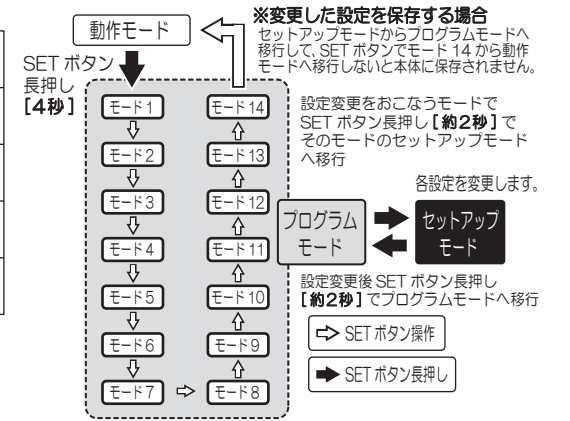 動作モード
※変更した設定を保存する場合
セットアップモードからプログラムモードへ
移行して、SET ボタンでモード 14 から動作
モードへ移行しないと本体に保存されません。
SET ボタン
長押し
[4秒]
モード1
モード2
モード3
モード4
モード5
モード6
モード7
モード8
モード9
モード10
モード11
モード12
モード13
モード14
設定変更をおこなうモードで
SET ボタン長押し[約2秒]で
そのモードのセットアップモード
へ移行
各設定を変更します。
プログラム
モード
セットアップ
モード
設定変更後 SET ボタン長押し
[約2秒]でプログラムモードへ移行
⇨ SET ボタン操作
➡ SET ボタン長押し